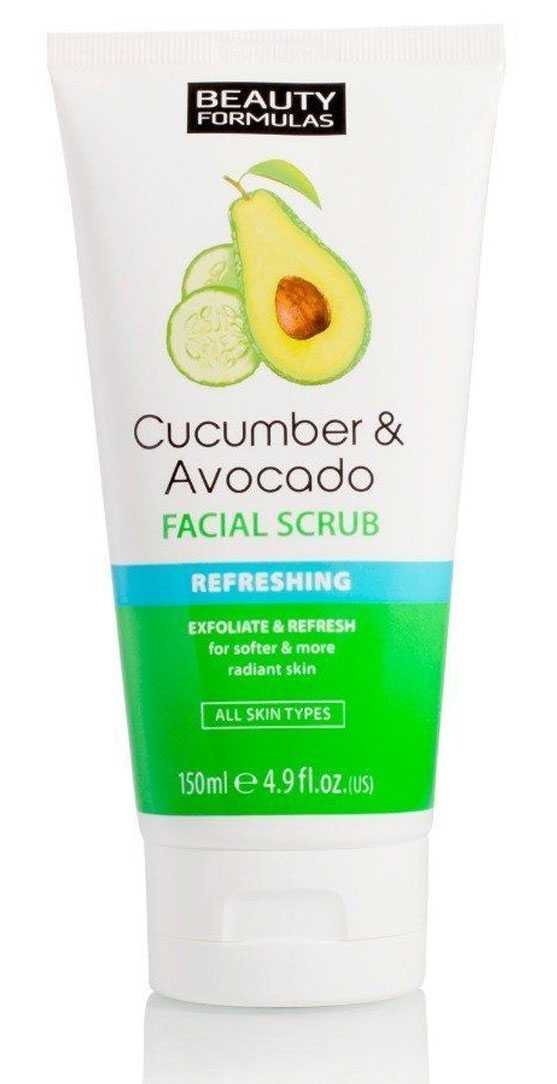 BEAUTY
FORMULAS
Cucumber &
Avocado
FACIAL SCRUB
REFRESHING
EXFOLIATE & REFRESH
for softer & more
radiant skin
ALL SKIN TYPES
150ml ℮ 4.9 fl.oz.(US)